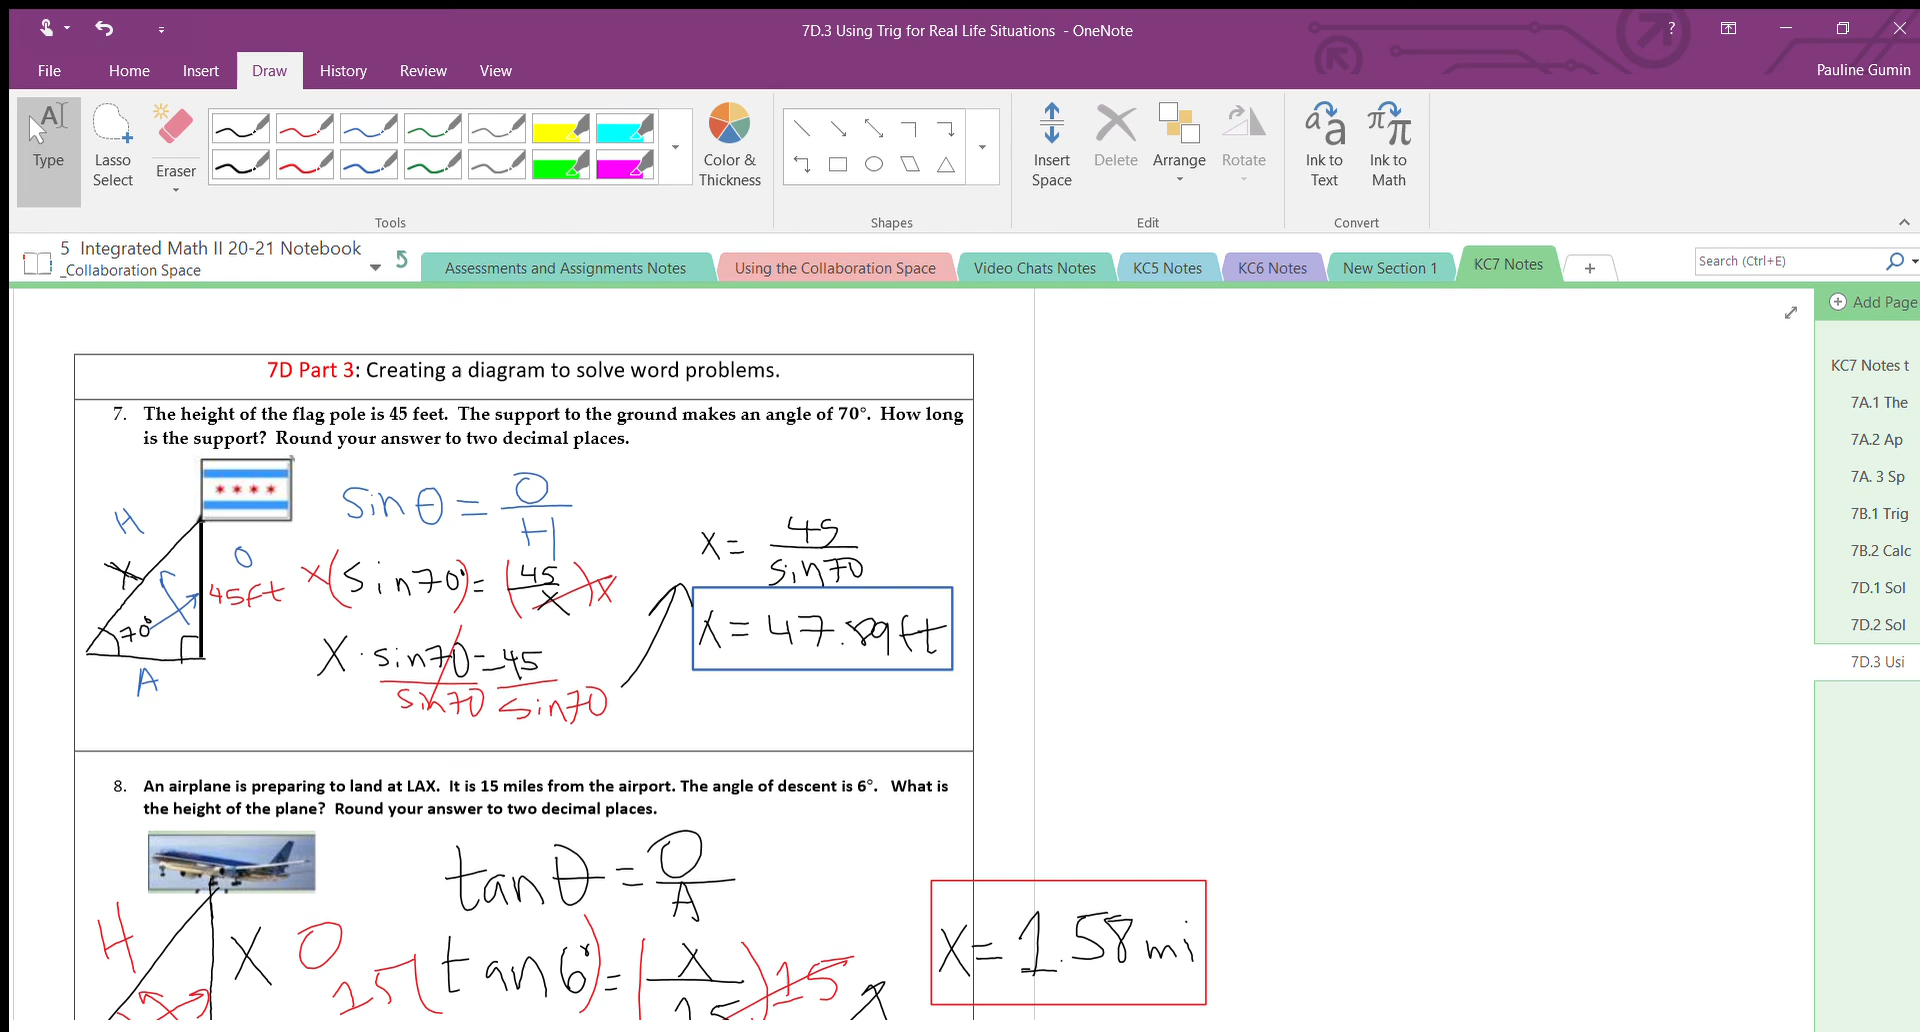 7D.3 Using Trig for Real Life Situations - OneNote
?
File Home Insert Draw History Review View
Pauline Gumin
Type
Lasso Select
Eraser
Color & Thickness
Insert Space
Delete
Arrange
Rotate
Ink to Text
Ink to Math
Tools
Shapes
Edit
Convert
5 Integrated Math II 20-21 Notebook
_Collaboration Space
Assessments and Assignments Notes
Using the Collaboration Space
Video Chats Notes
KC5 Notes
KC6 Notes
New Section 1
KC7 Notes
+
Search (Ctrl+E)
Add Page
KC7 Notes t
7A.1 The
7A.2 Ap
7A. 3 Sp
7B.1 Trig
7B.2 Calc
7D.1 Sol
7D.2 Sol
7D.3 Usi
7D Part 3: Creating a diagram to solve word problems.
7. The height of the flag pole is 45 feet. The support to the ground makes an angle of 70°. How long
is the support? Round your answer to two decimal places.
H
O
x
45ft
70°
A
sin θ = O/H
x(sin70°) = (45/x)x
x · sin70 = 45
sin70 sin70
x = 45/sin70
x = 47.89ft
8. An airplane is preparing to land at LAX. It is 15 miles from the airport. The angle of descent is 6°. What is
the height of the plane? Round your answer to two decimal places.
H
x
O
tan θ = O/A
15(tan6°) = (x/15)15
x = 1.58 mi